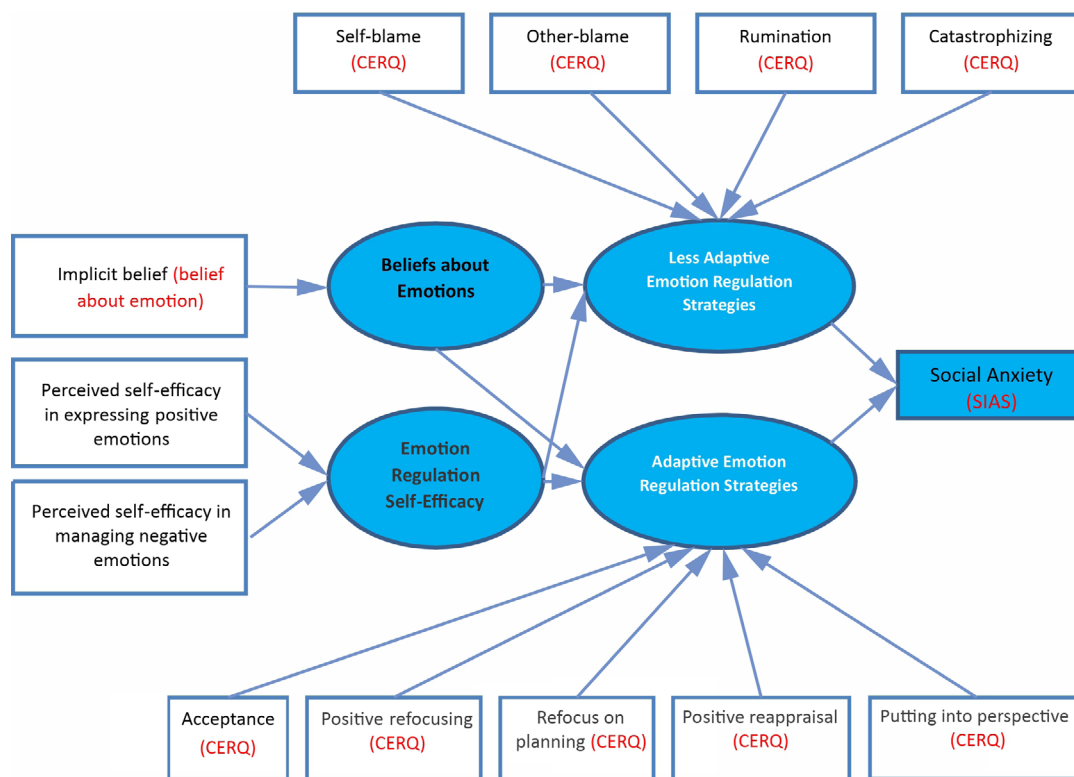 Self-blame
(CERQ)
Other-blame
(CERQ)
Rumination
(CERQ)
Catastrophizing
(CERQ)
Implicit belief (belief
about emotion)
Beliefs about
Emotions
Less Adaptive
Emotion Regulation
Strategies
Perceived self-efficacy
in expressing positive
emotions
Social Anxiety
(SIAS)
Emotion
Regulation
Self-Efficacy
Adaptive Emotion
Regulation Strategies
Perceived self-efficacy in
managing negative
emotions
Acceptance
(CERQ)
Positive refocusing
(CERQ)
Refocus on
planning (CERQ)
Positive reappraisal
(CERQ)
Putting into perspective
(CERQ)